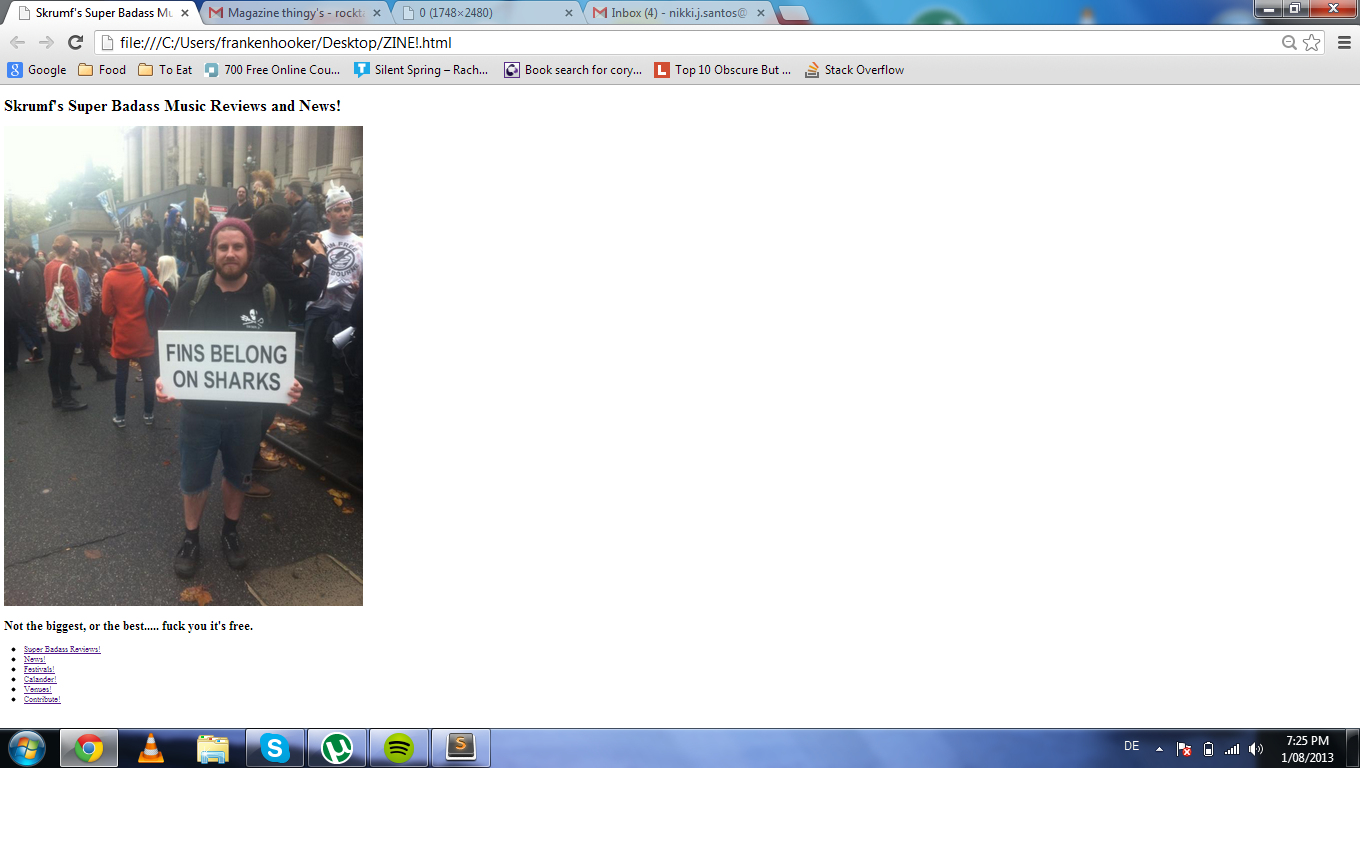 Skrumf's Super Badass Mu
Magazine thingy's - rockta
0 (1748×2480)
Inbox (4) - nikki.j.santos@
file:///C:/Users/frankenhooker/Desktop/ZINE!.html
Google
Food
To Eat
700 Free Online Cou...
Silent Spring – Rach...
Book search for cory...
Top 10 Obscure But ...
Stack Overflow
Skrumf's Super Badass Music Reviews and News!
FINS BELONG
ON SHARKS
Not the biggest, or the best..... fuck you it's free.
Super Badass Reviews!
News!
Festivals!
Calander!
Venues!
Contribute!
DE
7:25 PM
1/08/2013